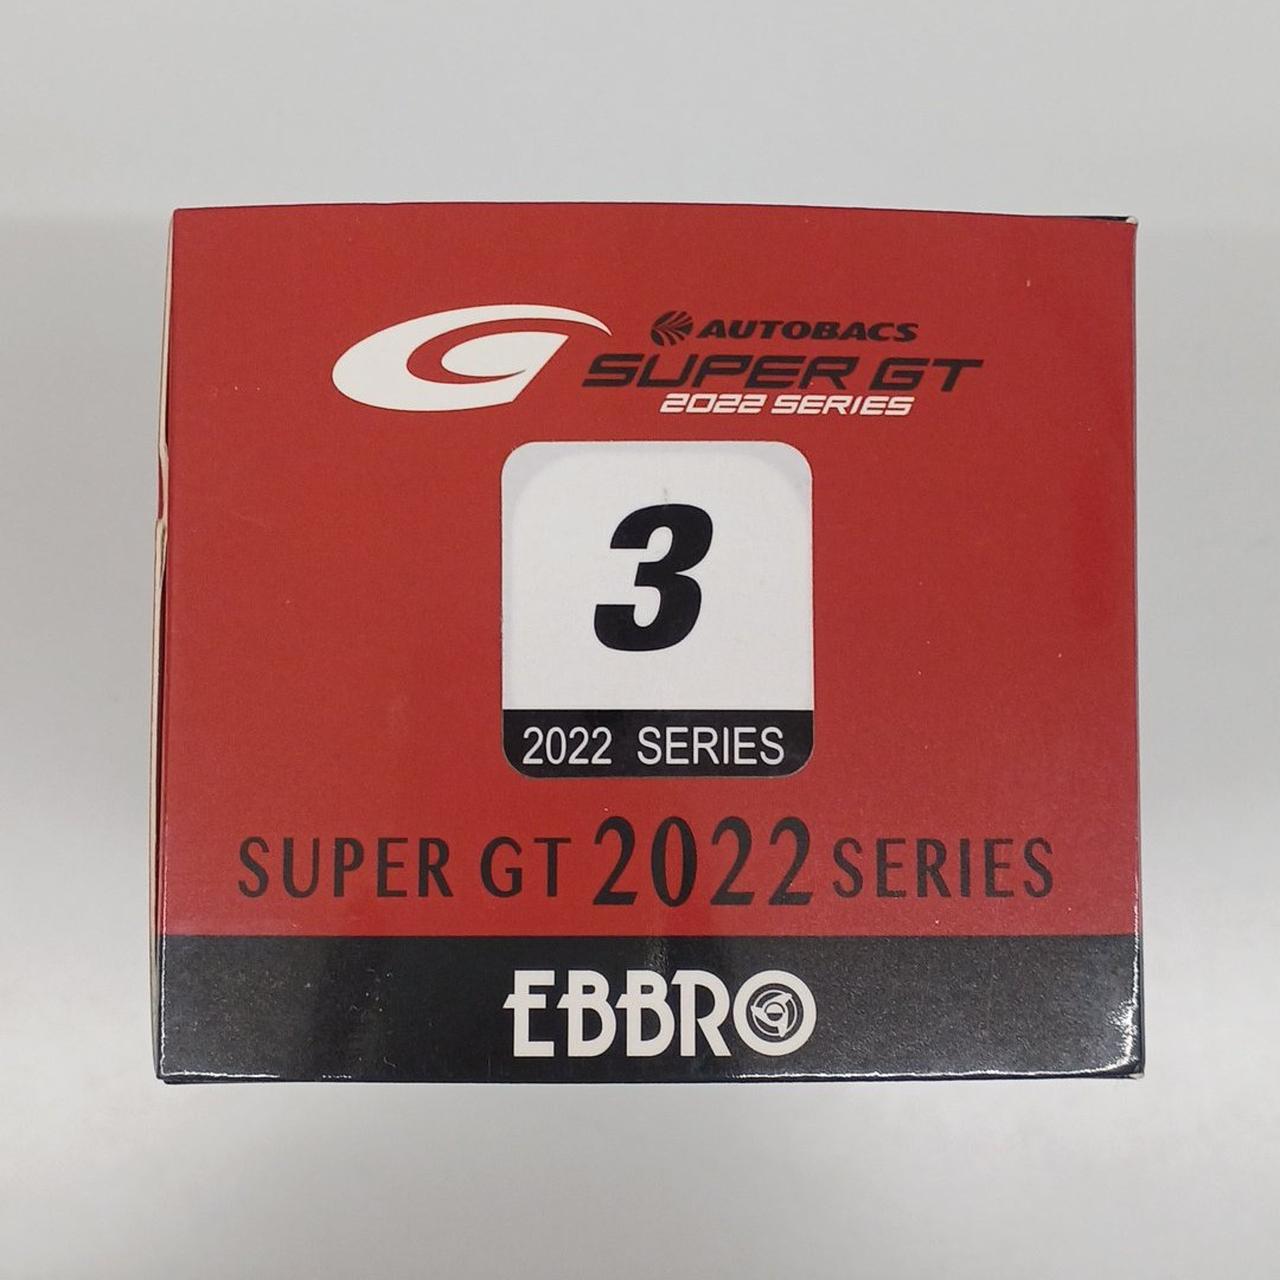 AUTOBACS
SUPER GT
2022 SERIES
3
2022 SERIES
SUPER GT 2022 SERIES
EBBRO